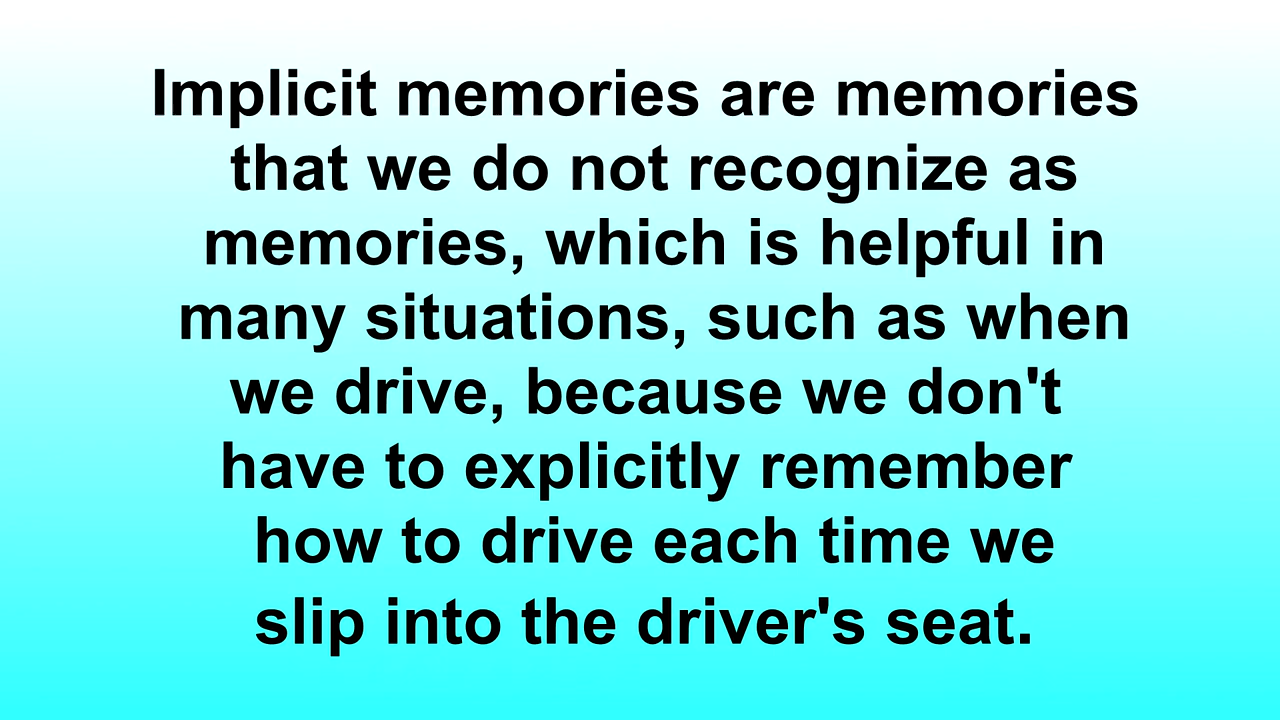 Implicit memories are memories
that we do not recognize as
memories, which is helpful in
many situations, such as when
we drive, because we don't
have to explicitly remember
how to drive each time we
slip into the driver's seat.